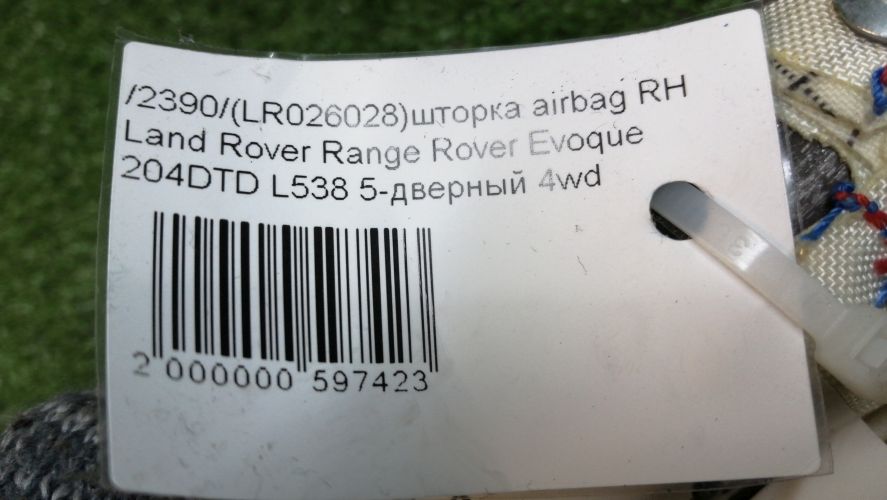 /2390/(LR026028)шторка airbag RH
Land Rover Range Rover Evoque
204DTD L538 5-дверный 4wd
2 000000 597423